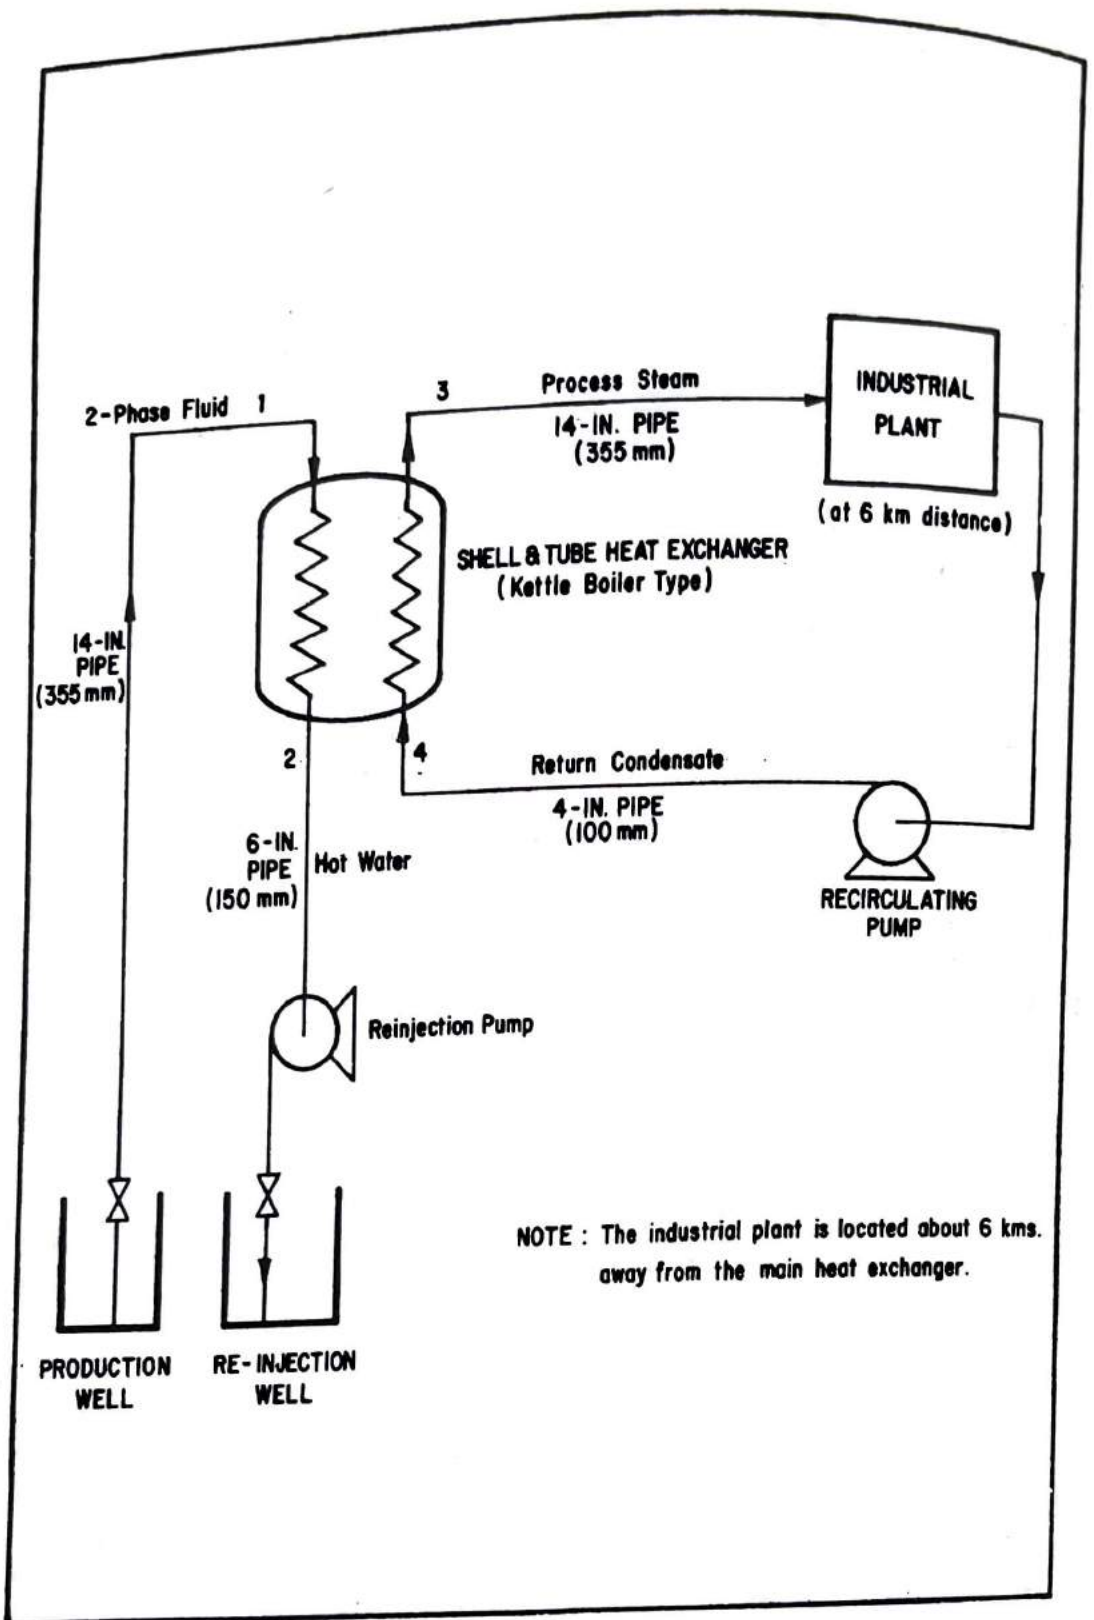 2-Phase Fluid 1
3
Process Steam
14-IN. PIPE
(355 mm)
INDUSTRIAL
PLANT
(at 6 km distance)
SHELL & TUBE HEAT EXCHANGER
(Kettle Boiler Type)
14-IN.
PIPE
(355 mm)
2
4
Return Condensate
4-IN. PIPE
(100 mm)
6-IN.
PIPE
(150 mm)
Hot Water
RECIRCULATING
PUMP
Reinjection Pump
NOTE : The industrial plant is located about 6 kms.
away from the main heat exchanger.
PRODUCTION
WELL
RE-INJECTION
WELL